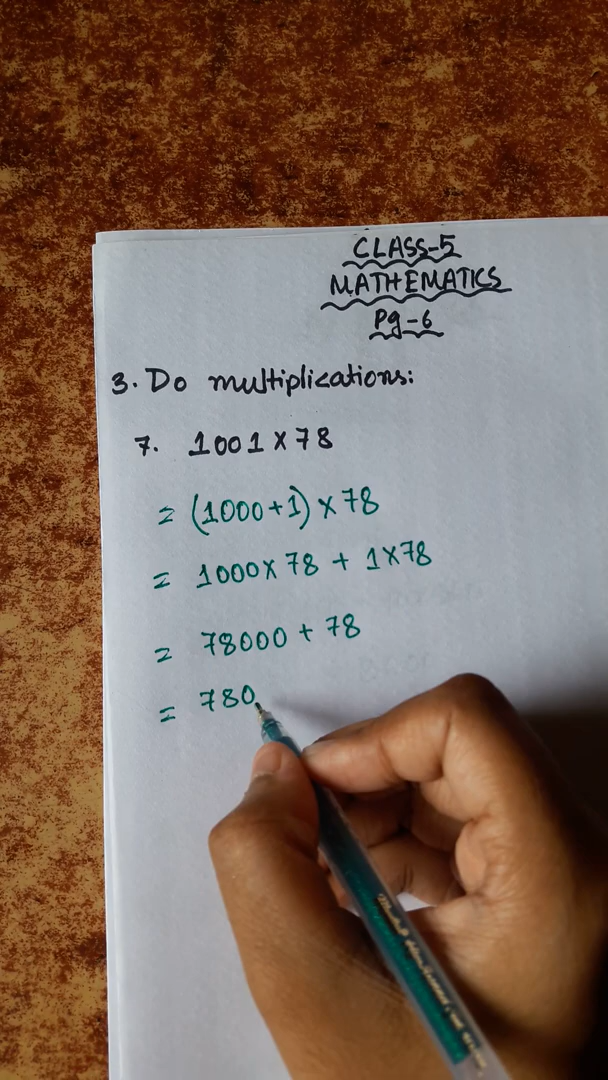 CLASS-5
MATHEMATICS
Pg-6
3. Do multiplications:
7. 1001 x 78
= (1000+1) x 78
= 1000 x 78 + 1 x 78
= 78000 + 78
= 780